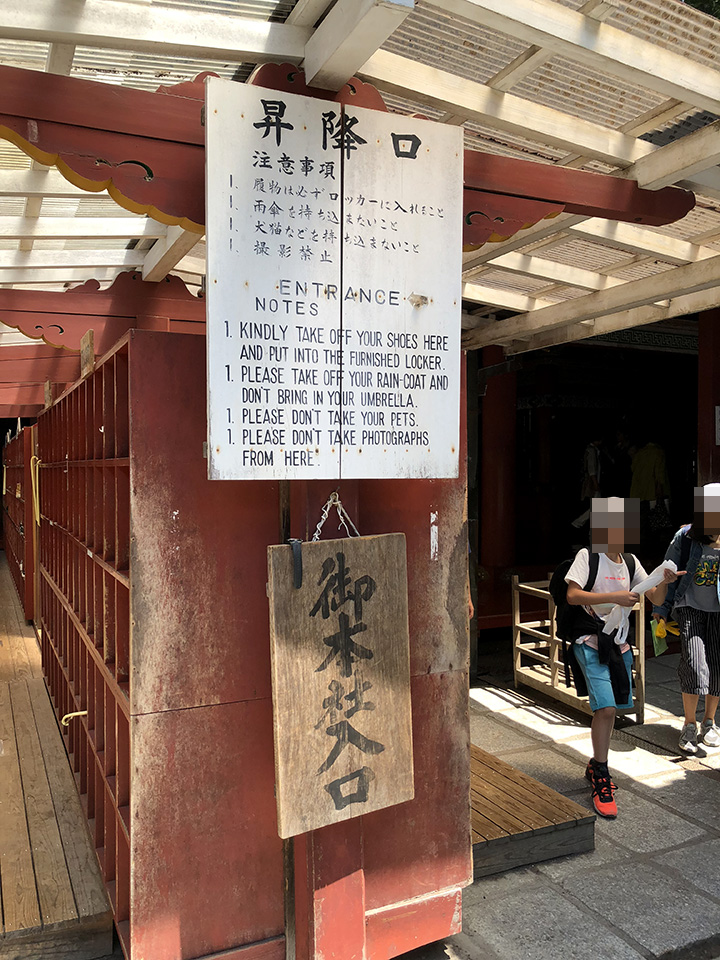 昇降口
注意事項
1. 履物は必ずロッカーに入れること
1. 雨傘を持ち込まないこと
1. 犬猫などを持ち込まないこと
1. 撮影禁止
ENTRANCE
NOTES
1. KINDLY TAKE OFF YOUR SHOES HERE
AND PUT INTO THE FURNISHED LOCKER.
1. PLEASE TAKE OFF YOUR RAIN-COAT AND
DON'T BRING IN YOUR UMBRELLA.
1. PLEASE DON'T TAKE YOUR PETS.
1. PLEASE DON'T TAKE PHOTOGRAPHS
FROM HERE.
御本社入口